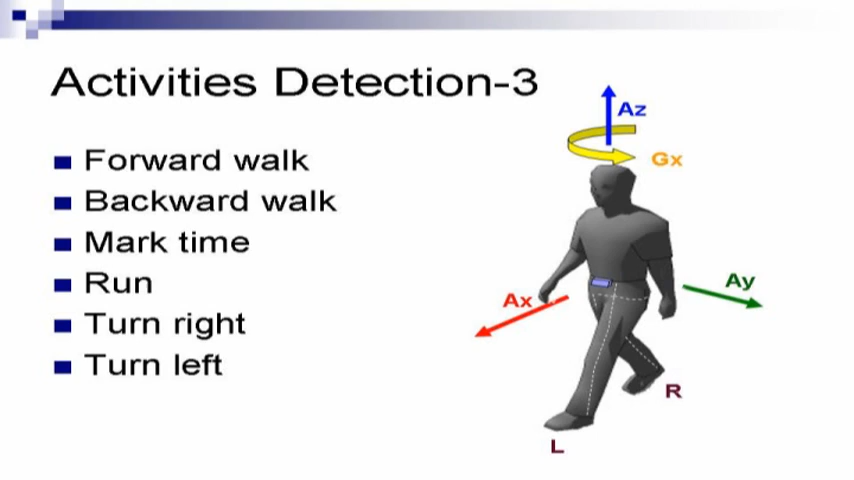 Activities Detection-3
Forward walk
Backward walk
Mark time
Run
Turn right
Turn left
Az
Gx
Ax
Ay
R
L